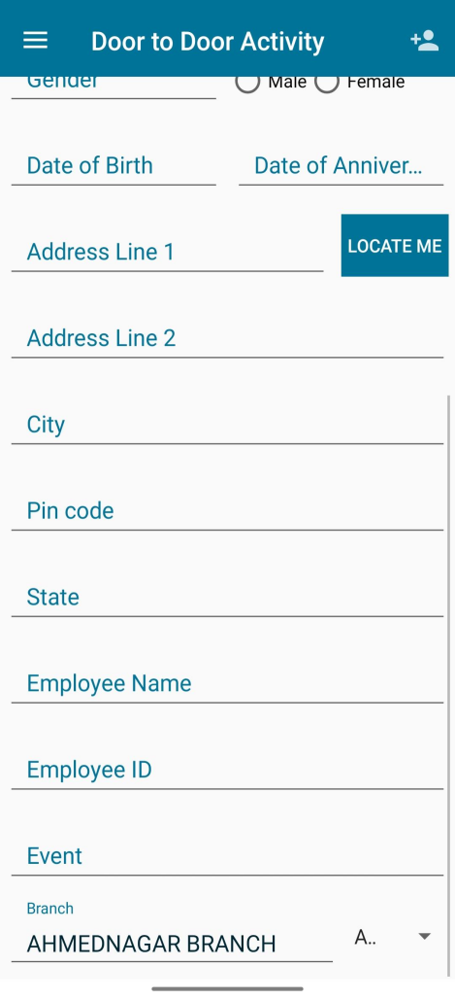 Door to Door Activity
Gender
Male
Female
Date of Birth
Date of Anniver...
Address Line 1
LOCATE ME
Address Line 2
City
Pin code
State
Employee Name
Employee ID
Event
Branch
AHMEDNAGAR BRANCH
A..